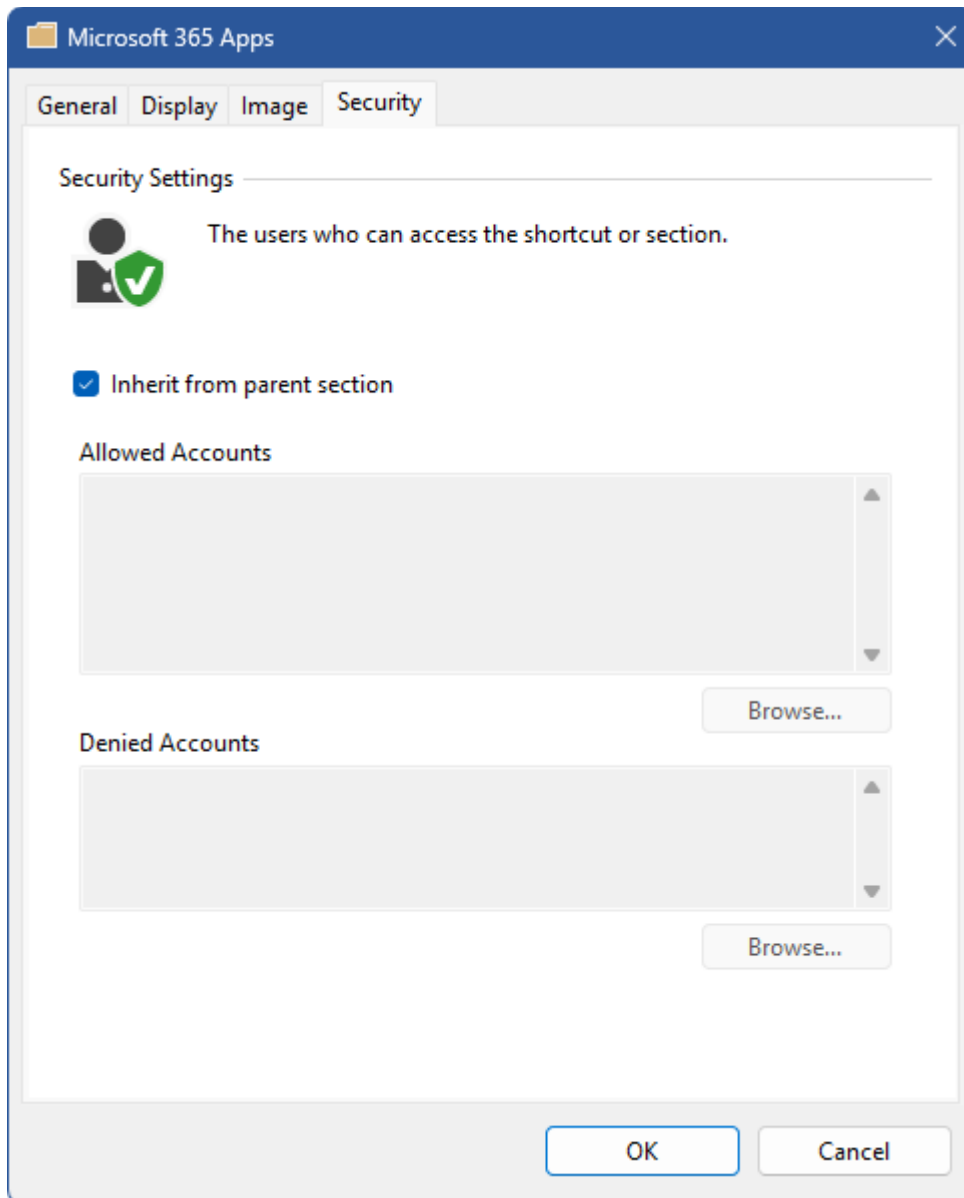 Microsoft 365 Apps
General Display Image Security
Security Settings
The users who can access the shortcut or section.
Inherit from parent section
Allowed Accounts
Browse...
Denied Accounts
Browse...
OK Cancel